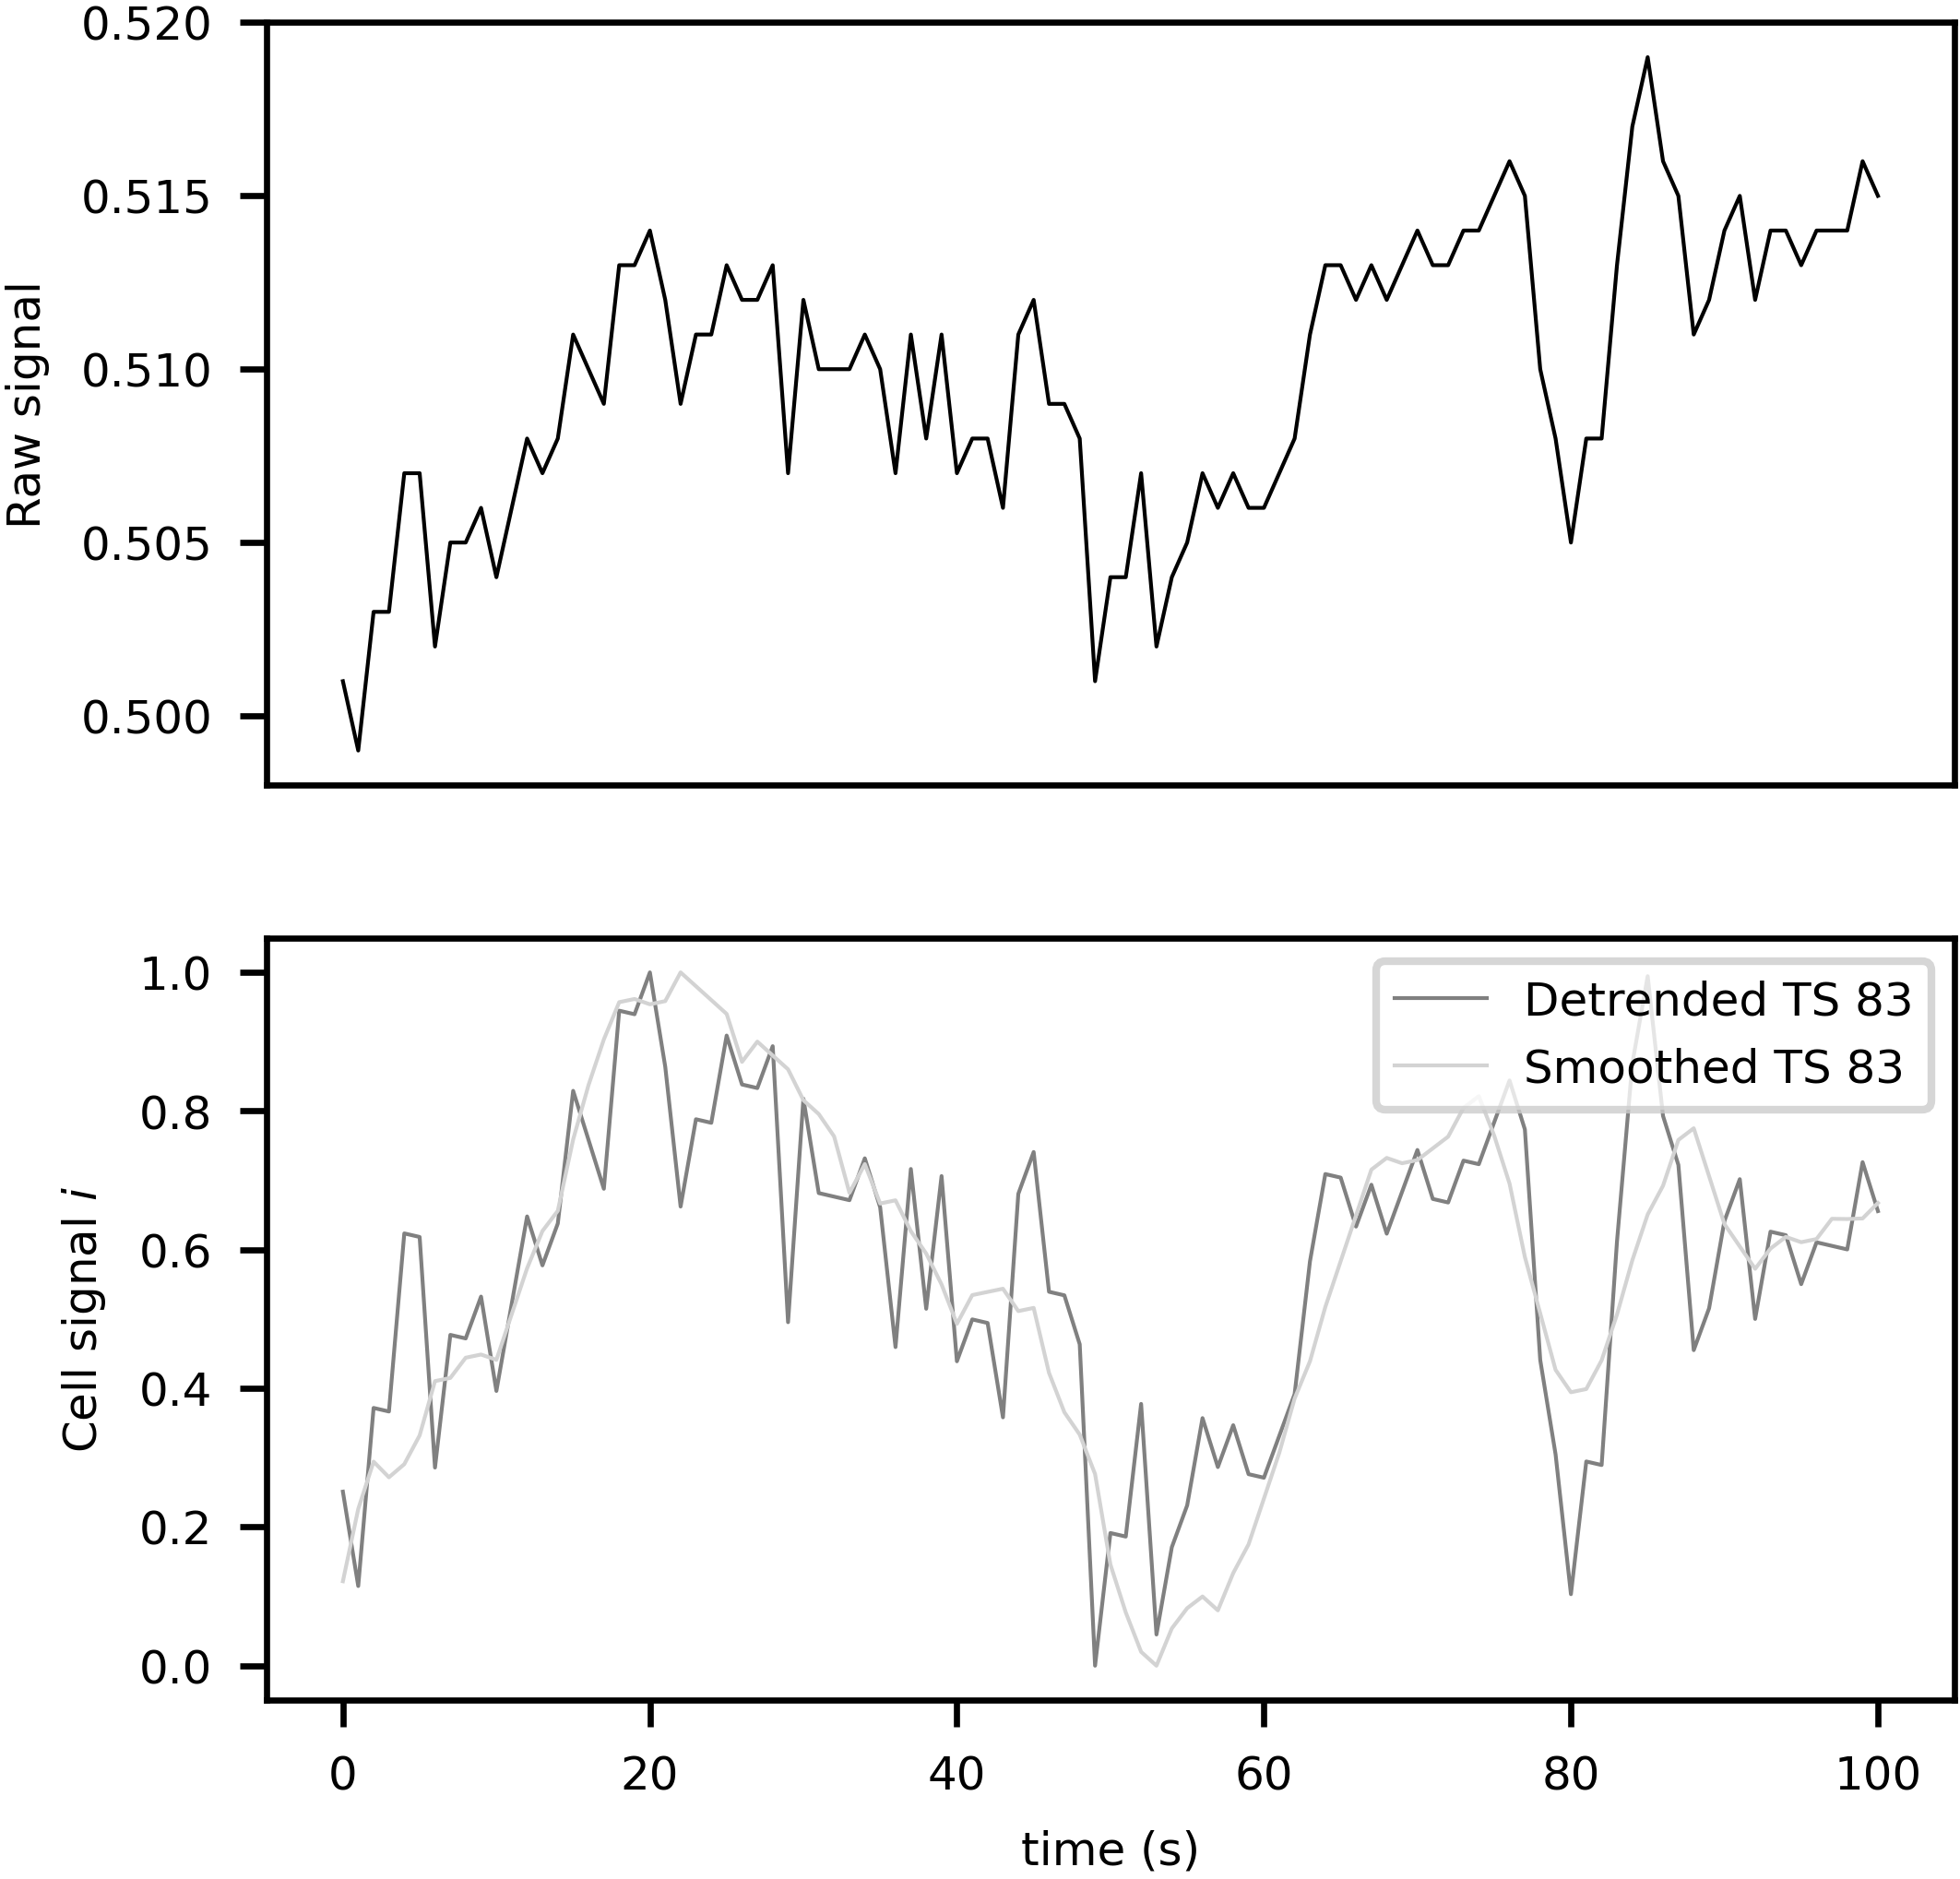 0.520
0.515
0.510
0.505
0.500
Raw signal
1.0
0.8
0.6
0.4
0.2
0.0
Cell signal i
Detrended TS 83
Smoothed TS 83
0 20 40 60 80 100
time (s)